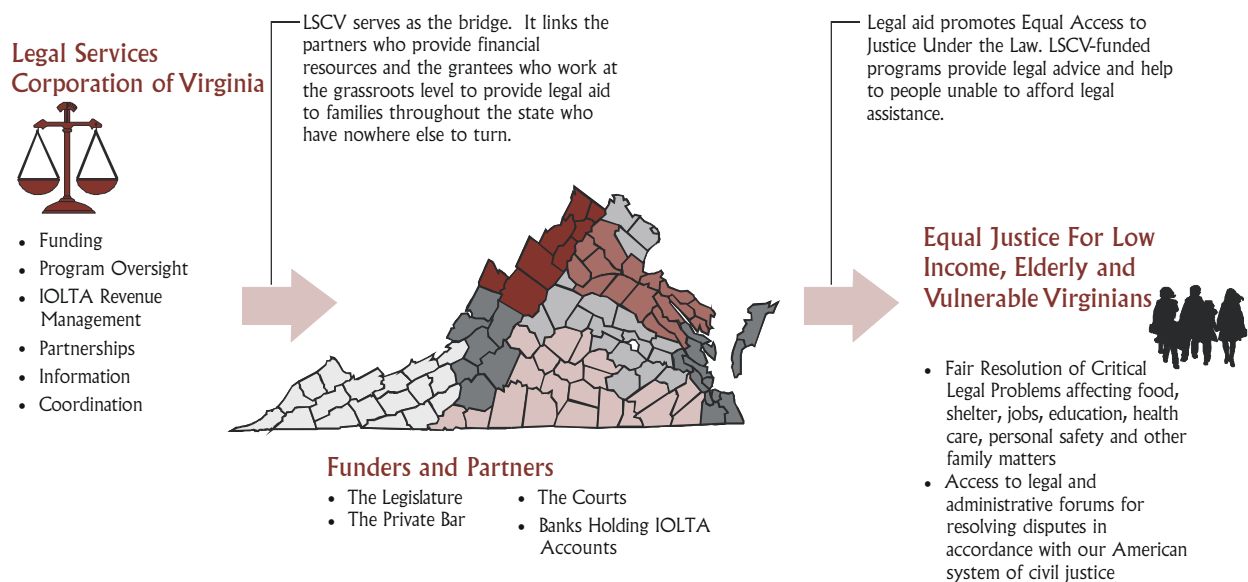 Legal Services
Corporation of Virginia
• Funding
• Program Oversight
• IOLTA Revenue
Management
• Partnerships
• Information
• Coordination
LSCV serves as the bridge.  It links the
partners who provide financial
resources and the grantees who work at
the grassroots level to provide legal aid
to families throughout the state who
have nowhere else to turn.
Funders and Partners
• The Legislature
• The Private Bar
• The Courts
• Banks Holding IOLTA
Accounts
Legal aid promotes Equal Access to
Justice Under the Law. LSCV-funded
programs provide legal advice and help
to people unable to afford legal
assistance.
Equal Justice For Low
Income, Elderly and
Vulnerable Virginians
• Fair Resolution of Critical
Legal Problems affecting food,
shelter, jobs, education, health
care, personal safety and other
family matters
• Access to legal and
administrative forums for
resolving disputes in
accordance with our American
system of civil justice